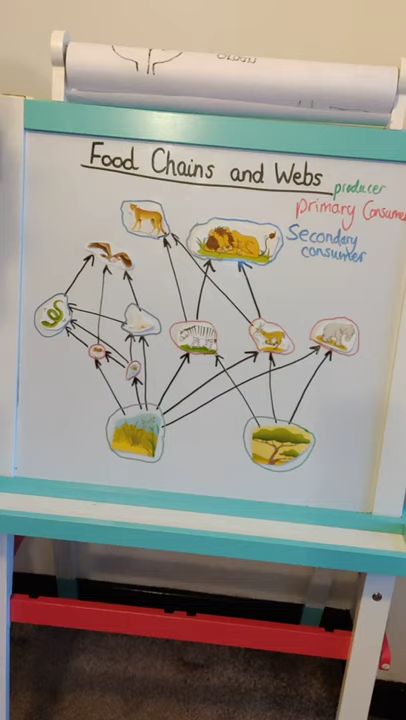 Food Chains and Webs
producer
Primary Consumer
Secondary
consumer